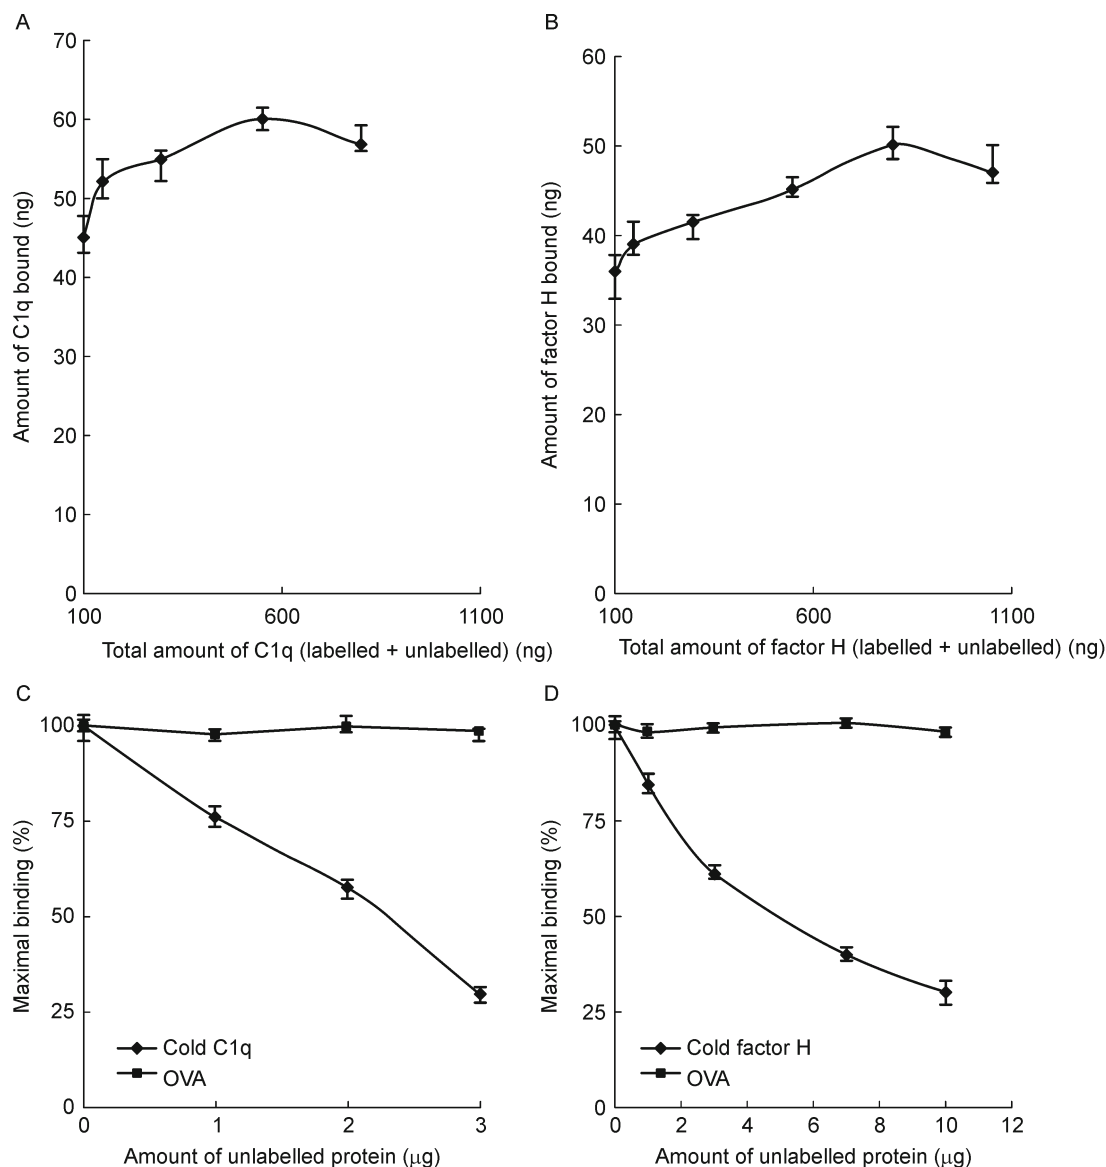 A
70
60
50
40
30
20
10
0
100
600
1100
Amount of C1q bound (ng)
Total amount of C1q (labelled + unlabelled) (ng)
B
60
50
40
30
20
10
0
100
600
1100
Amount of factor H bound (ng)
Total amount of factor H (labelled + unlabelled) (ng)
C
100
75
50
25
0
0
1
2
3
Maximal binding (%)
Cold C1q
OVA
Amount of unlabelled protein (μg)
D
100
75
50
25
0
0
2
4
6
8
10
12
Maximal binding (%)
Cold factor H
OVA
Amount of unlabelled protein (μg)